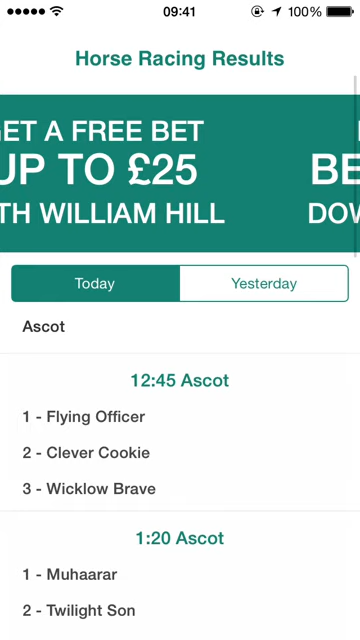 09:41
100%
Horse Racing Results
ET A FREE BET
UP TO £25
TH WILLIAM HILL
BE
DOW
Today
Yesterday
Ascot
12:45 Ascot
1 - Flying Officer
2 - Clever Cookie
3 - Wicklow Brave
1:20 Ascot
1 - Muhaarar
2 - Twilight Son